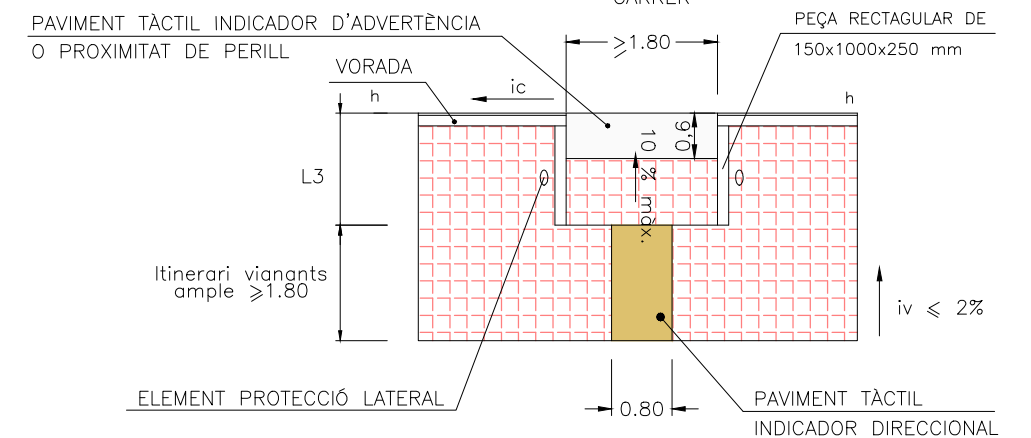 CARRER
PAVIMENT TÀCTIL INDICADOR D'ADVERTÈNCIA
O PROXIMITAT DE PERILL
PEÇA RECTAGULAR DE
150x1000x250 mm
≥1.80
VORADA
h
ic
h
0,6
10 % màx.
L3
Itinerari vianants
ample ≥1.80
iv ≤ 2%
ELEMENT PROTECCIÓ LATERAL
0.80
PAVIMENT TÀCTIL
INDICADOR DIRECCIONAL